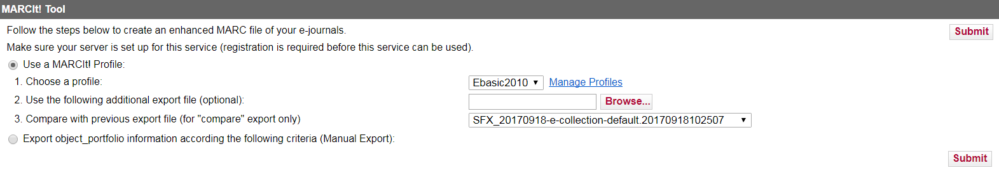 MARCIt! Tool
Follow the steps below to create an enhanced MARC file of your e-journals.
Submit
Make sure your server is set up for this service (registration is required before this service can be used).
Use a MARCIt! Profile:
1. Choose a profile: Ebasic2010 Manage Profiles
2. Use the following additional export file (optional): Browse...
3. Compare with previous export file (for "compare" export only) SFX_20170918-e-collection-default.20170918102507
Export object_portfolio information according the following criteria (Manual Export):
Submit